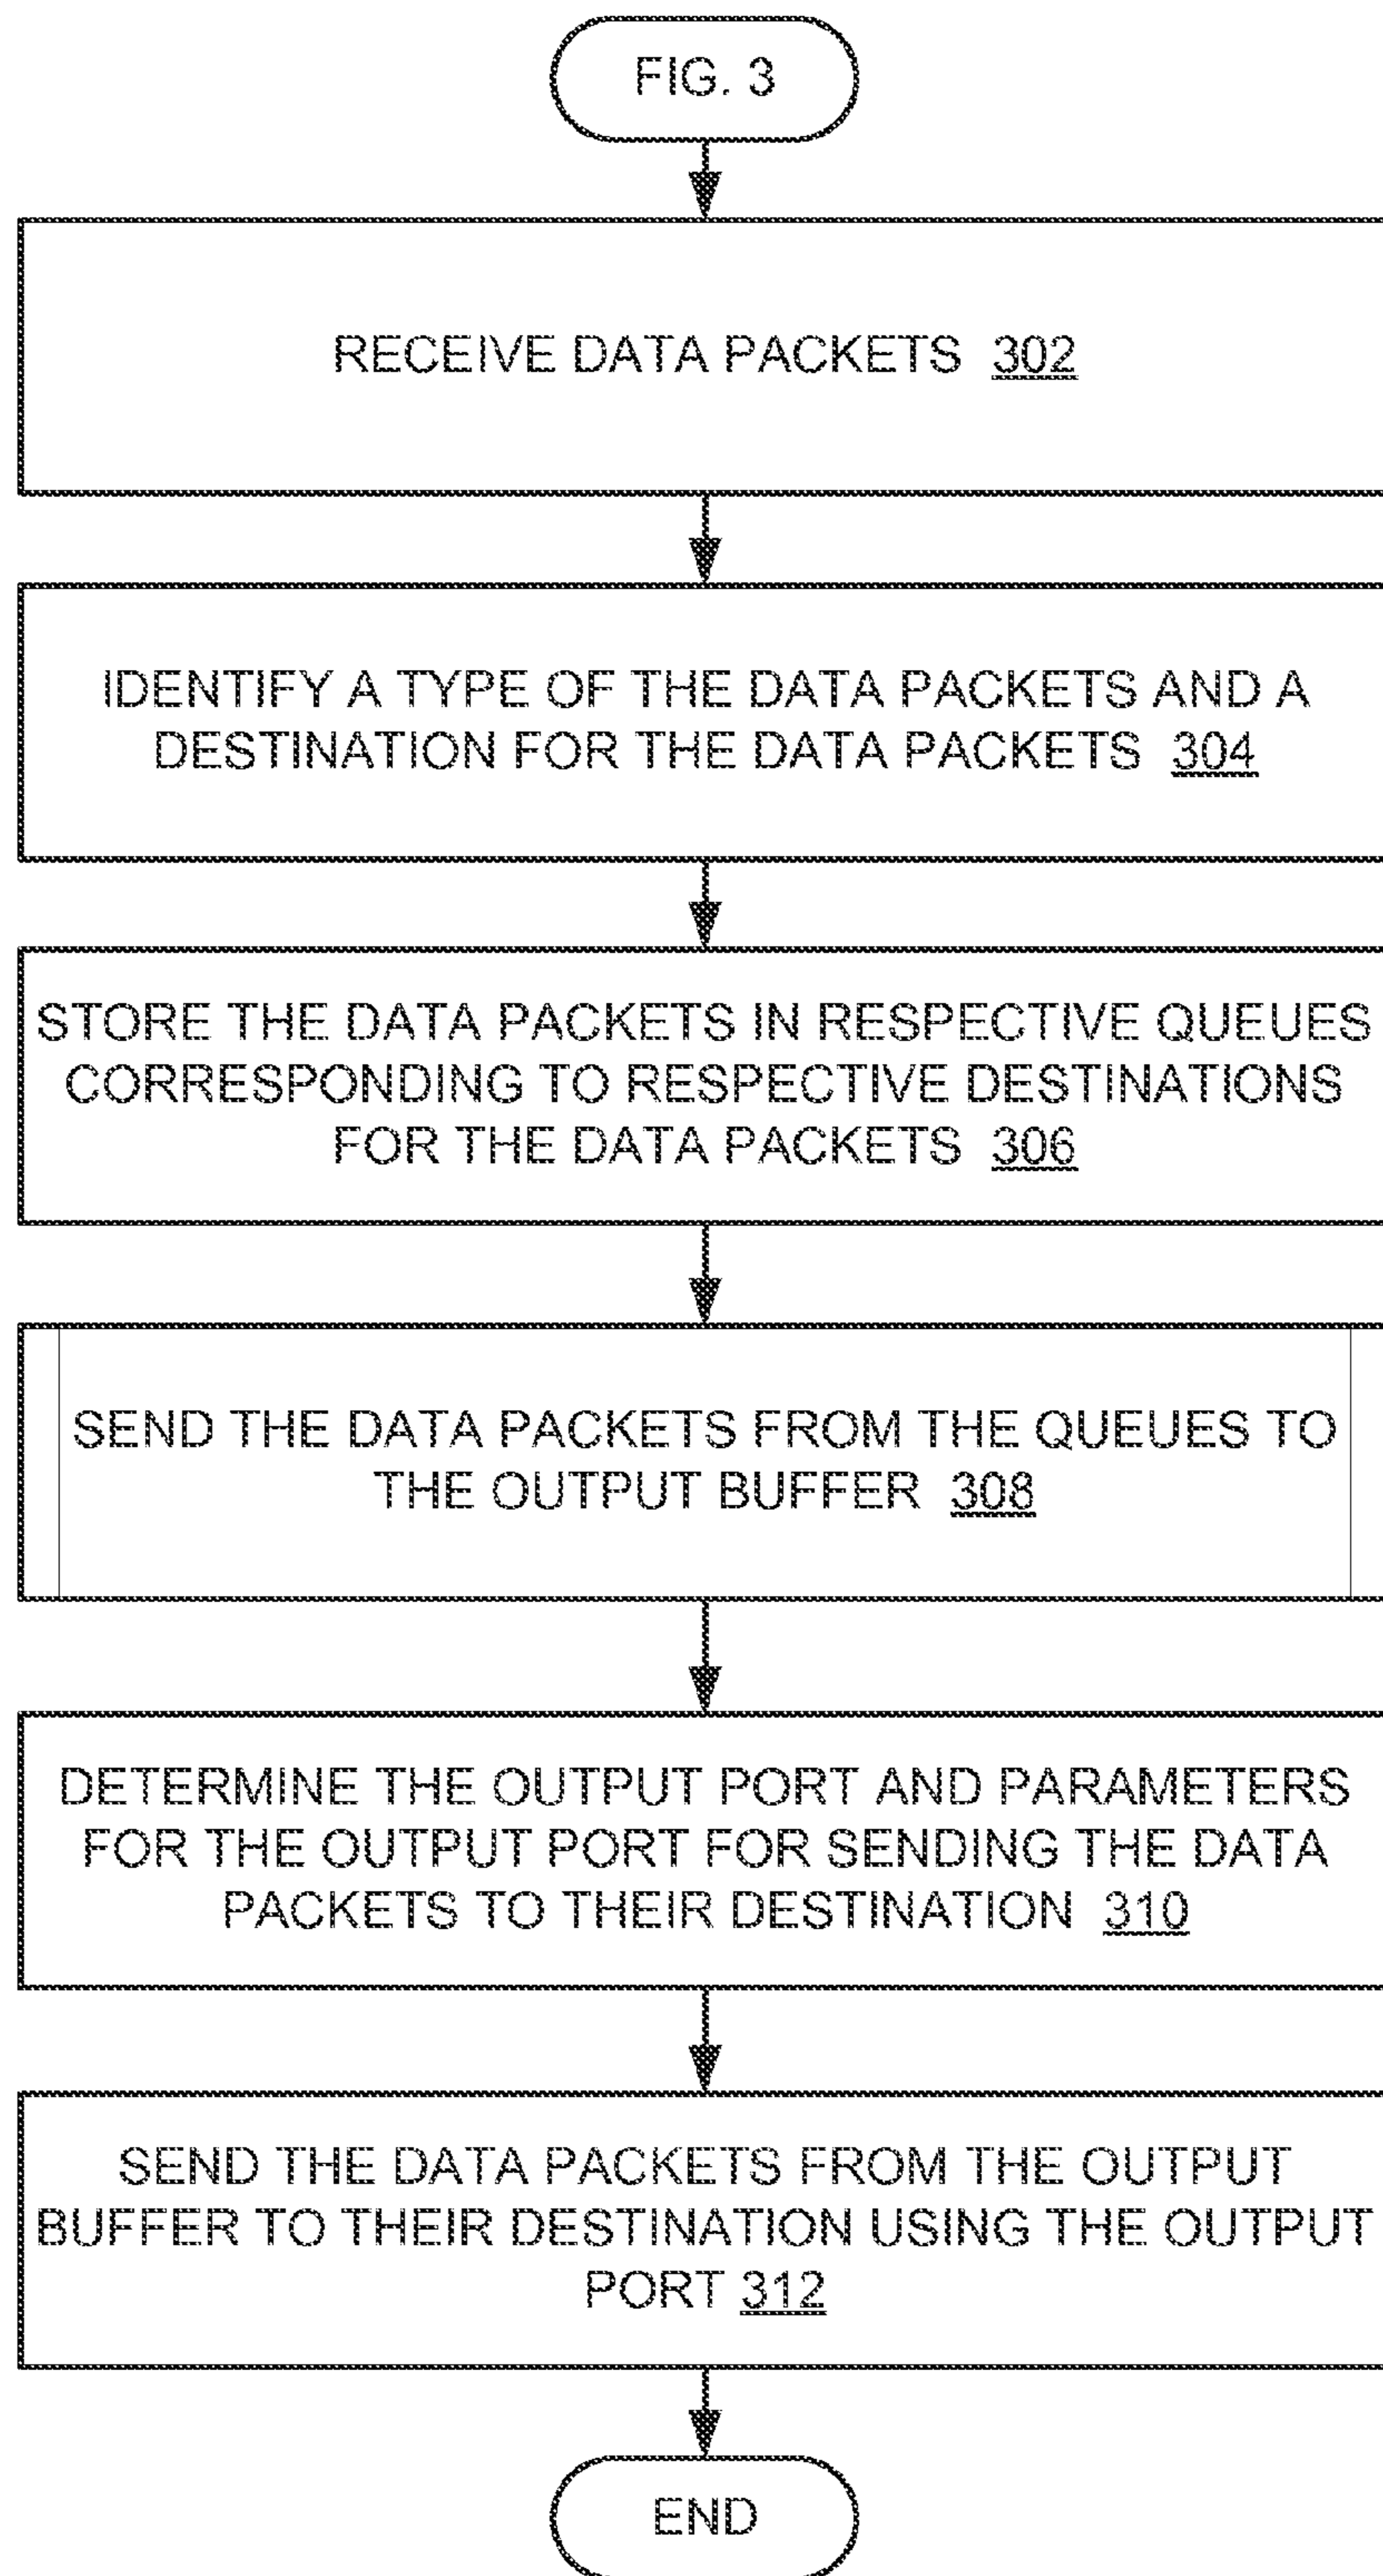 FIG. 3
RECEIVE DATA PACKETS 302
IDENTIFY A TYPE OF THE DATA PACKETS AND A
DESTINATION FOR THE DATA PACKETS 304
STORE THE DATA PACKETS IN RESPECTIVE QUEUES
CORRESPONDING TO RESPECTIVE DESTINATIONS
FOR THE DATA PACKETS 306
SEND THE DATA PACKETS FROM THE QUEUES TO
THE OUTPUT BUFFER 308
DETERMINE THE OUTPUT PORT AND PARAMETERS
FOR THE OUTPUT PORT FOR SENDING THE DATA
PACKETS TO THEIR DESTINATION 310
SEND THE DATA PACKETS FROM THE OUTPUT
BUFFER TO THEIR DESTINATION USING THE OUTPUT
PORT 312
END